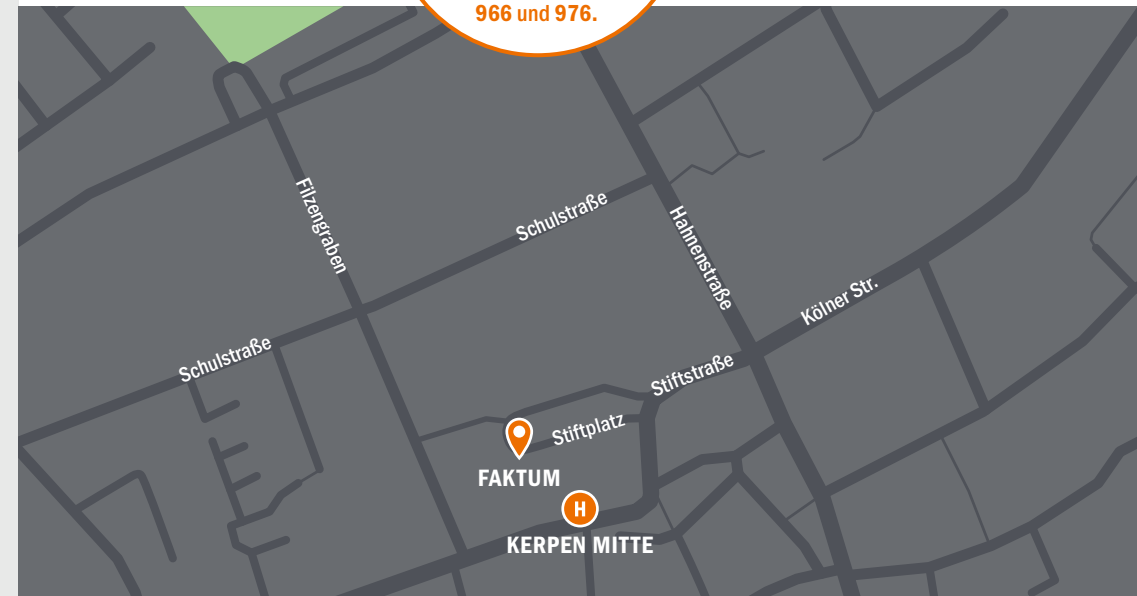 966 und 976.
Filzengraben
Schulstraße
Hahnenstraße
Kölner Str.
Schulstraße
Stiftstraße
Stiftplatz
FAKTUM
H
KERPEN MITTE